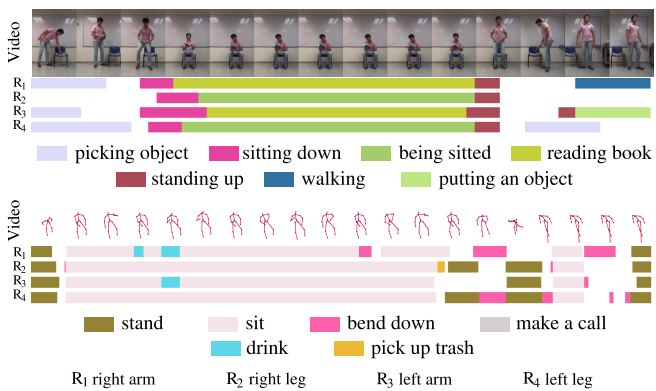 Video
R1
R2
R3
R4
picking object sitting down being sitted reading book
standing up walking putting an object
Video
R1
R2
R3
R4
stand sit bend down make a call
drink pick up trash
R1 right arm R2 right leg R3 left arm R4 left leg